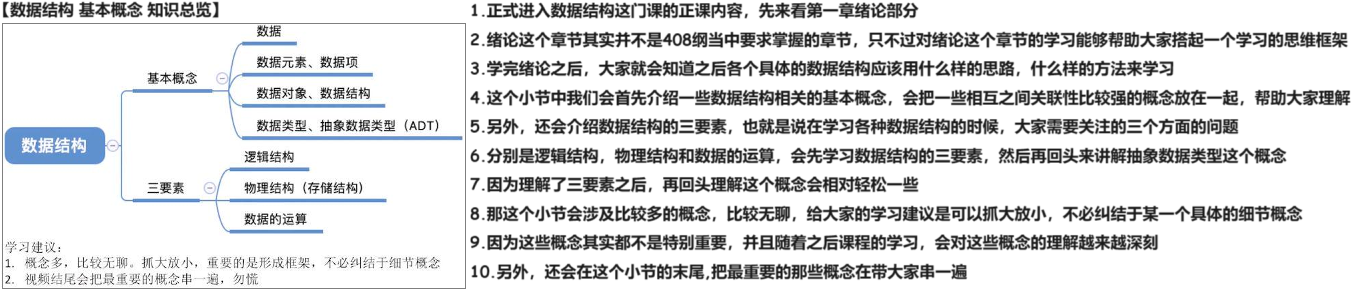 【数据结构 基本概念 知识总览】
数据
数据元素、数据项
基本概念
数据对象、数据结构
数据类型、抽象数据类型（ADT）
数据结构
逻辑结构
三要素
物理结构（存储结构）
数据的运算
学习建议：
1. 概念多，比较无聊。抓大放小，重要的是形成框架，不必纠结于细节概念
2. 视频结尾会把最重要的概念串一遍，勿慌
1.正式进入数据结构这门课的正课内容，先来看第一章绪论部分
2.绪论这个章节其实并不是408纲当中要求掌握的章节，只不过对绪论这个章节的学习能够帮助大家搭起一个学习的思维框架
3.学完绪论之后，大家就会知道之后各个具体的数据结构应该用什么样的思路，什么样的方法来学习
4.这个小节中我们会首先介绍一些数据结构相关的基本概念，会把一些相互之间关联性比较强的概念放在一起，帮助大家理解
5.另外，还会介绍数据结构的三要素，也就是说在学习各种数据结构的时候，大家需要关注的三个方面的问题
6.分别是逻辑结构，物理结构和数据的运算，会先学习数据结构的三要素，然后再回头来讲解抽象数据类型这个概念
7.因为理解了三要素之后，再回头理解这个概念会相对轻松一些
8.那这个小节会涉及比较多的概念，比较无聊，给大家的学习建议是可以抓大放小，不必纠结于某一个具体的细节概念
9.因为这些概念其实都不是特别重要，并且随着之后课程的学习，会对这些概念的理解越来越深刻
10.另外，还会在这个小节的末尾,把最重要的那些概念在带大家串一遍